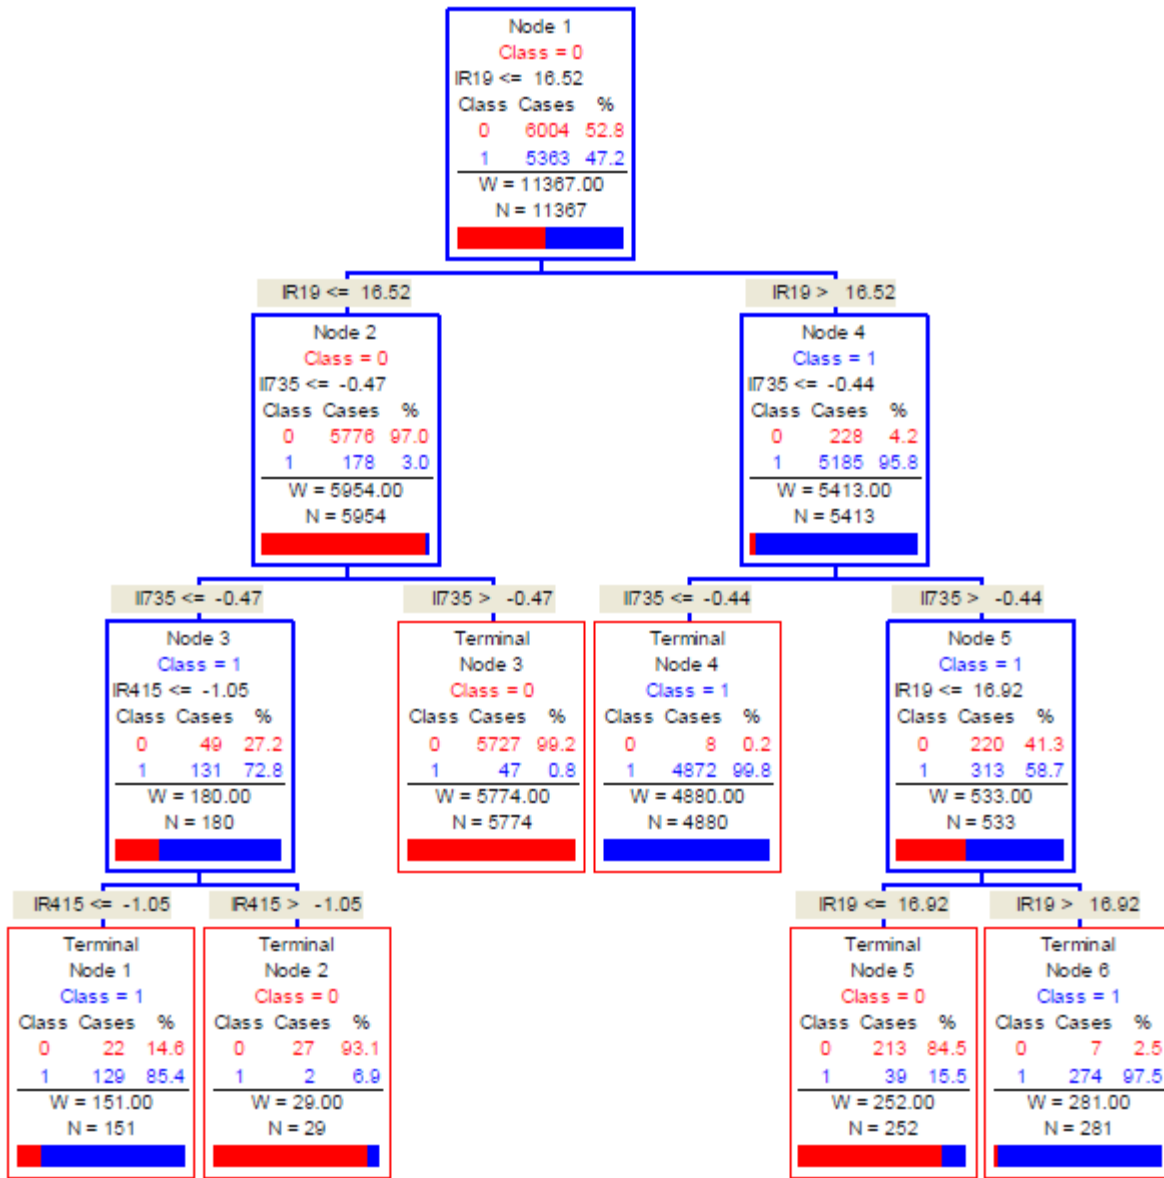 Node 1
Class = 0
IR19 <= 16.52
Class Cases %
0 6004 52.8
1 5363 47.2
W = 11367.00
N = 11367
IR19 <= 16.52
IR19 > 16.52
Node 2
Class = 0
II735 <= -0.47
Class Cases %
0 5776 97.0
1 178 3.0
W = 5954.00
N = 5954
Node 4
Class = 1
II735 <= -0.44
Class Cases %
0 228 4.2
1 5185 95.8
W = 5413.00
N = 5413
II735 <= -0.47
II735 > -0.47
II735 <= -0.44
II735 > -0.44
Node 3
Class = 1
IR415 <= -1.05
Class Cases %
0 49 27.2
1 131 72.8
W = 180.00
N = 180
Terminal
Node 3
Class = 0
Class Cases %
0 5727 99.2
1 47 0.8
W = 5774.00
N = 5774
Terminal
Node 4
Class = 1
Class Cases %
0 8 0.2
1 4872 99.8
W = 4880.00
N = 4880
Node 5
Class = 1
IR19 <= 16.92
Class Cases %
0 220 41.3
1 313 58.7
W = 533.00
N = 533
IR415 <= -1.05
IR415 > -1.05
IR19 <= 16.92
IR19 > 16.92
Terminal
Node 1
Class = 1
Class Cases %
0 22 14.6
1 129 85.4
W = 151.00
N = 151
Terminal
Node 2
Class = 0
Class Cases %
0 27 93.1
1 2 6.9
W = 29.00
N = 29
Terminal
Node 5
Class = 0
Class Cases %
0 213 84.5
1 39 15.5
W = 252.00
N = 252
Terminal
Node 6
Class = 1
Class Cases %
0 7 2.5
1 274 97.5
W = 281.00
N = 281